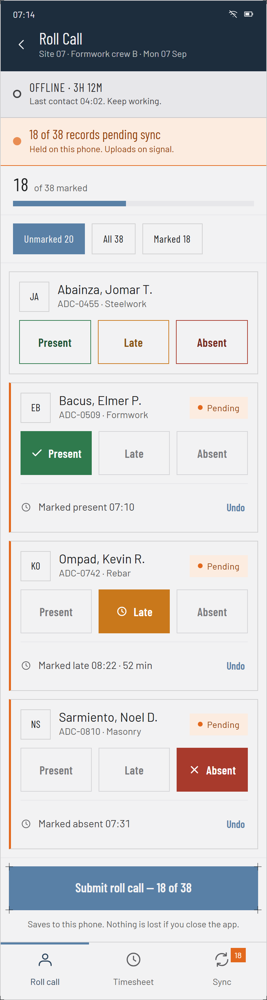 07:14
Roll Call
Site 07 · Formwork crew B · Mon 07 Sep
OFFLINE · 3H 12M
Last contact 04:02. Keep working.
18 of 38 records pending sync
Held on this phone. Uploads on signal.
18 of 38 marked
Unmarked 20
All 38
Marked 18
JA
Abainza, Jomar T.
ADC-0455 · Steelwork
Present
Late
Absent
EB
Bacus, Elmer P.
ADC-0509 · Formwork
Pending
Present
Late
Absent
Marked present 07:10
Undo
KO
Ompad, Kevin R.
ADC-0742 · Rebar
Pending
Present
Late
Absent
Marked late 08:22 · 52 min
Undo
NS
Sarmiento, Noel D.
ADC-0810 · Masonry
Pending
Present
Late
Absent
Marked absent 07:31
Undo
Submit roll call — 18 of 38
Saves to this phone. Nothing is lost if you close the app.
18
Roll call
Timesheet
Sync